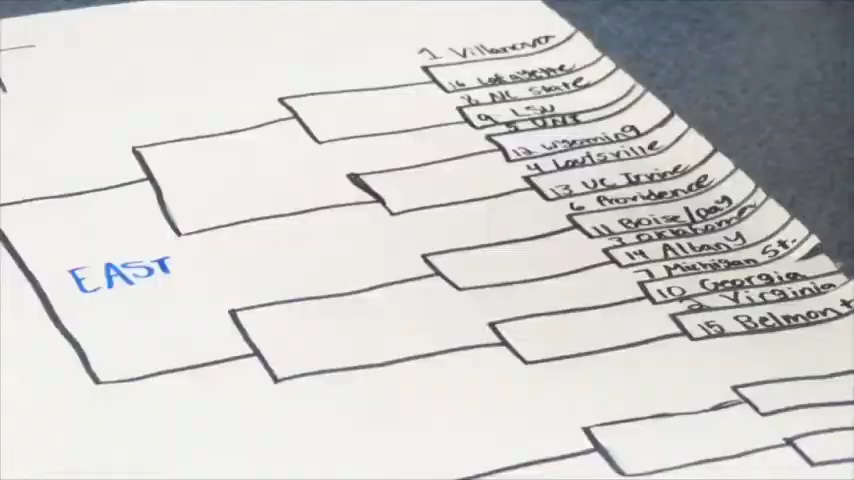 1 Villanova
16 Lafayette
8 NC State
9 LSU
5 UNI
12 Wyoming
4 Louisville
13 UC Irvine
6 Providence
11 Boise/Day
3 Oklahoma
14 Albany
7 Michigan St.
10 Georgia
2 Virginia
15 Belmont
EAST